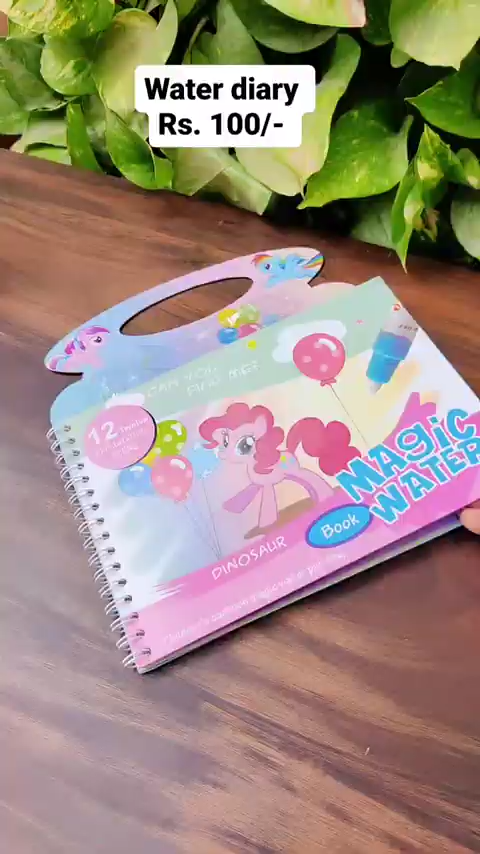 Water diary
Rs. 100/-
CAN YOU
FIND ME?
12
MAgiC
WATER
Book
DINOSAUR